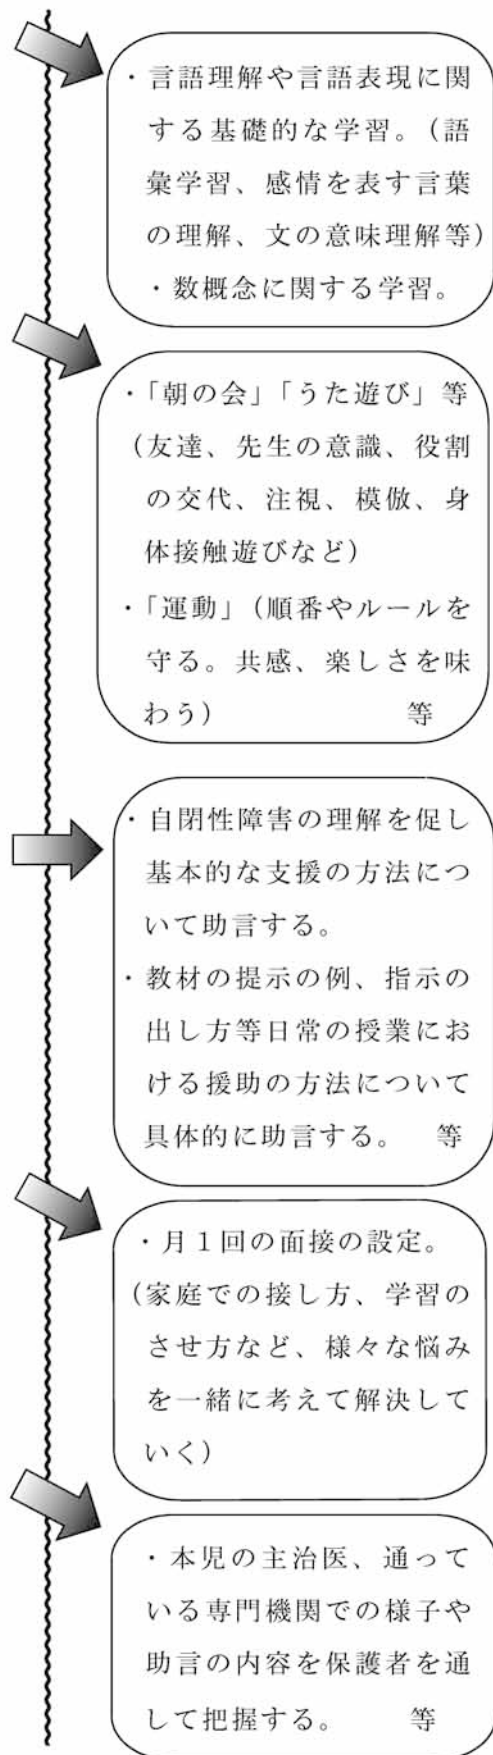 ・言語理解や言語表現に関
する基礎的な学習。（語
彙学習、感情を表す言葉
の理解、文の意味理解等）
・数概念に関する学習。
・「朝の会」「うた遊び」等
（友達、先生の意識、役割
の交代、注視、模倣、身
体接触遊びなど）
・「運動」（順番やルールを
守る。共感、楽しさを味
わう）　　　　　等
・自閉性障害の理解を促し
基本的な支援の方法につ
いて助言する。
・教材の提示の例、指示の
出し方等日常の授業にお
ける援助の方法について
具体的に助言する。　等
・月１回の面接の設定。
（家庭での接し方、学習の
させ方など、様々な悩み
を一緒に考えて解決して
いく）
・本児の主治医、通って
いる専門機関での様子や
助言の内容を保護者を通
して把握する。　　等